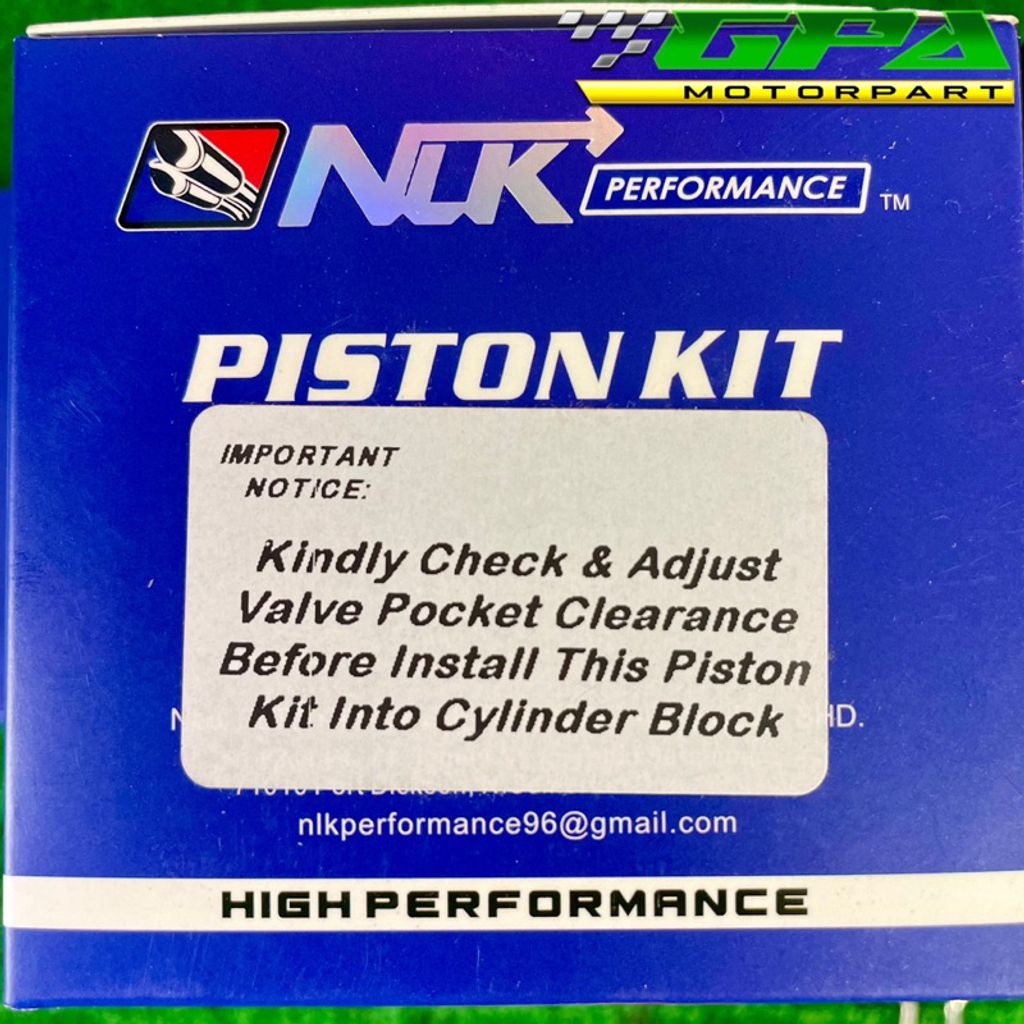 GPA
MOTORPART
NLK PERFORMANCE TM
PISTON KIT
IMPORTANT
NOTICE:
Kindly Check & Adjust
Valve Pocket Clearance
Before Install This Piston
Kit Into Cylinder Block
nlkperformance96@gmail.com
HIGH PERFORMANCE